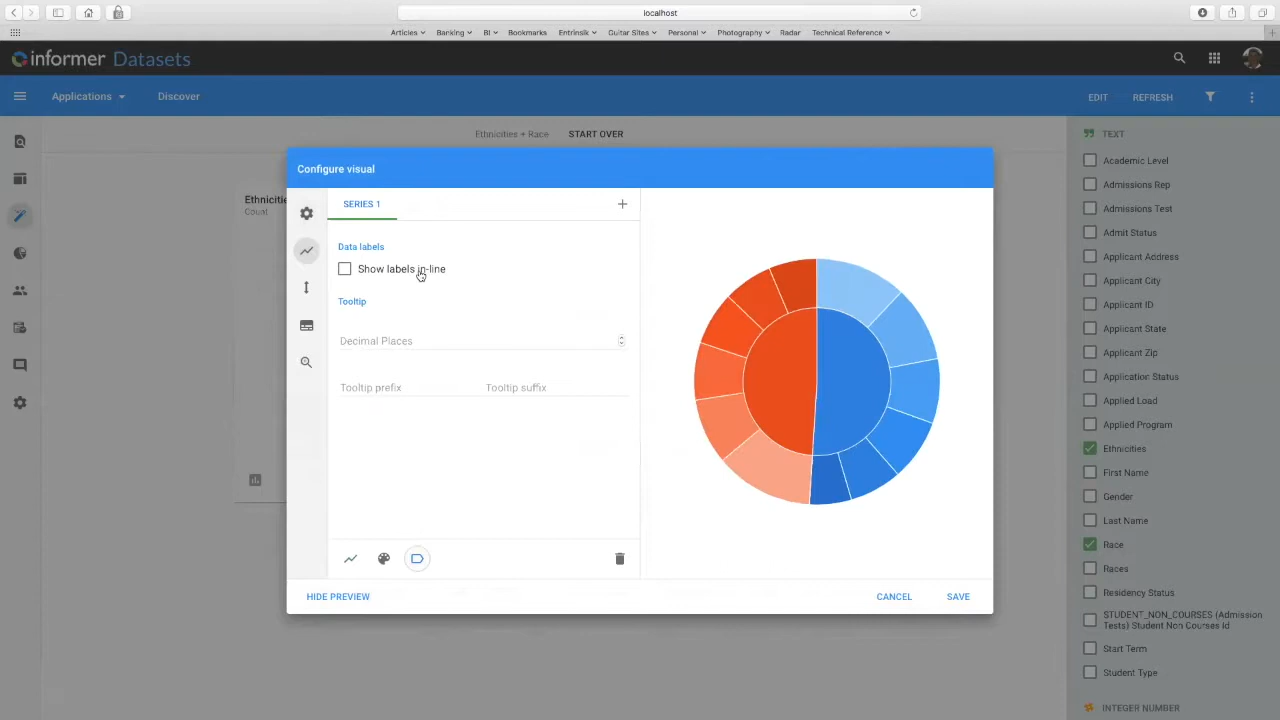 localhost
Articles
Banking
BI
Bookmarks
Entrinsik
Guitar Sites
Personal
Photography
Radar
Technical Reference
informer Datasets
Applications
Discover
EDIT
REFRESH
Ethnicities + Race
START OVER
TEXT
Academic Level
Admissions Rep
Admissions Test
Admit Status
Applicant Address
Applicant City
Applicant ID
Applicant State
Applicant Zip
Application Status
Applied Load
Applied Program
Ethnicities
First Name
Gender
Last Name
Race
Races
Residency Status
STUDENT_NON_COURSES (Admission
Tests) Student Non Courses Id
Start Term
Student Type
INTEGER NUMBER
Ethnicitie
Count
Configure visual
SERIES 1
Data labels
Show labels in-line
Tooltip
Decimal Places
Tooltip prefix
Tooltip suffix
HIDE PREVIEW
CANCEL
SAVE